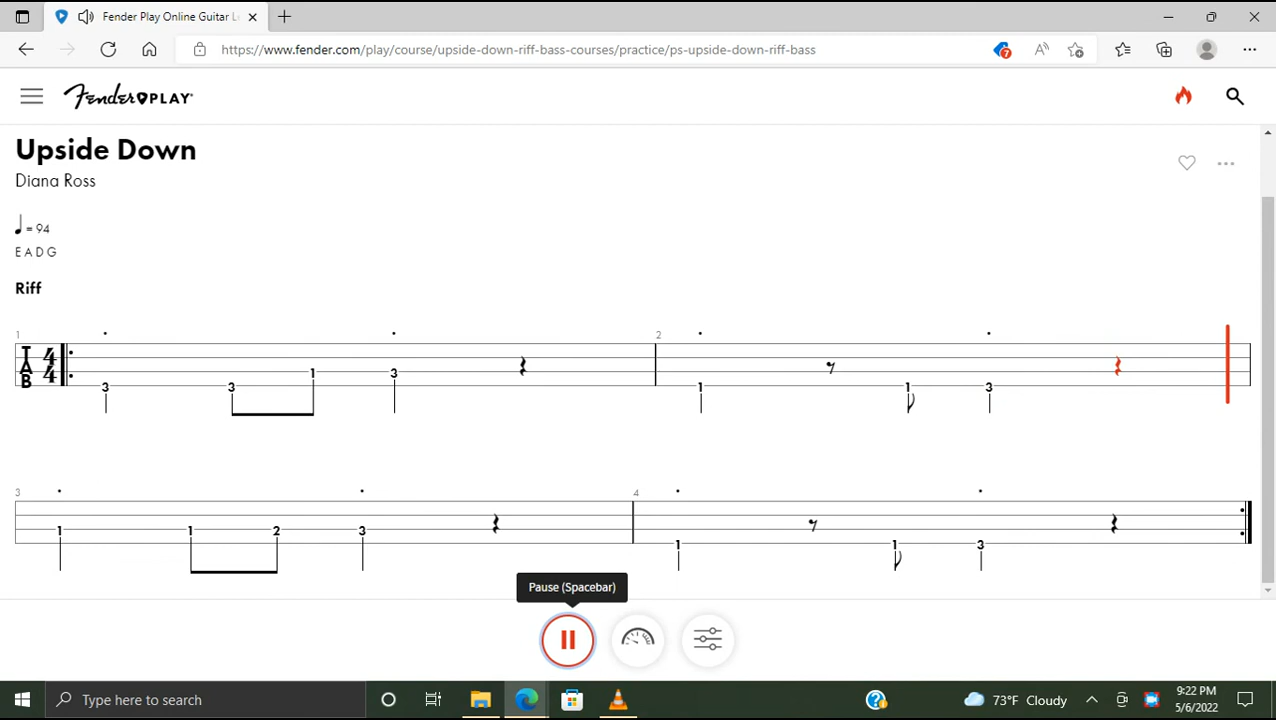 Fender Play Online Guitar L
https://www.fender.com/play/course/upside-down-riff-bass-courses/practice/ps-upside-down-riff-bass
7
Fender PLAY
Upside Down
Diana Ross
= 94
E A D G
Riff
1 2
T A B 4 4 3 3 1 3 1 1 3
3 4
1 1 2 3 1 1 3
Pause (Spacebar)
Type here to search
73°F Cloudy
9:22 PM
5/6/2022